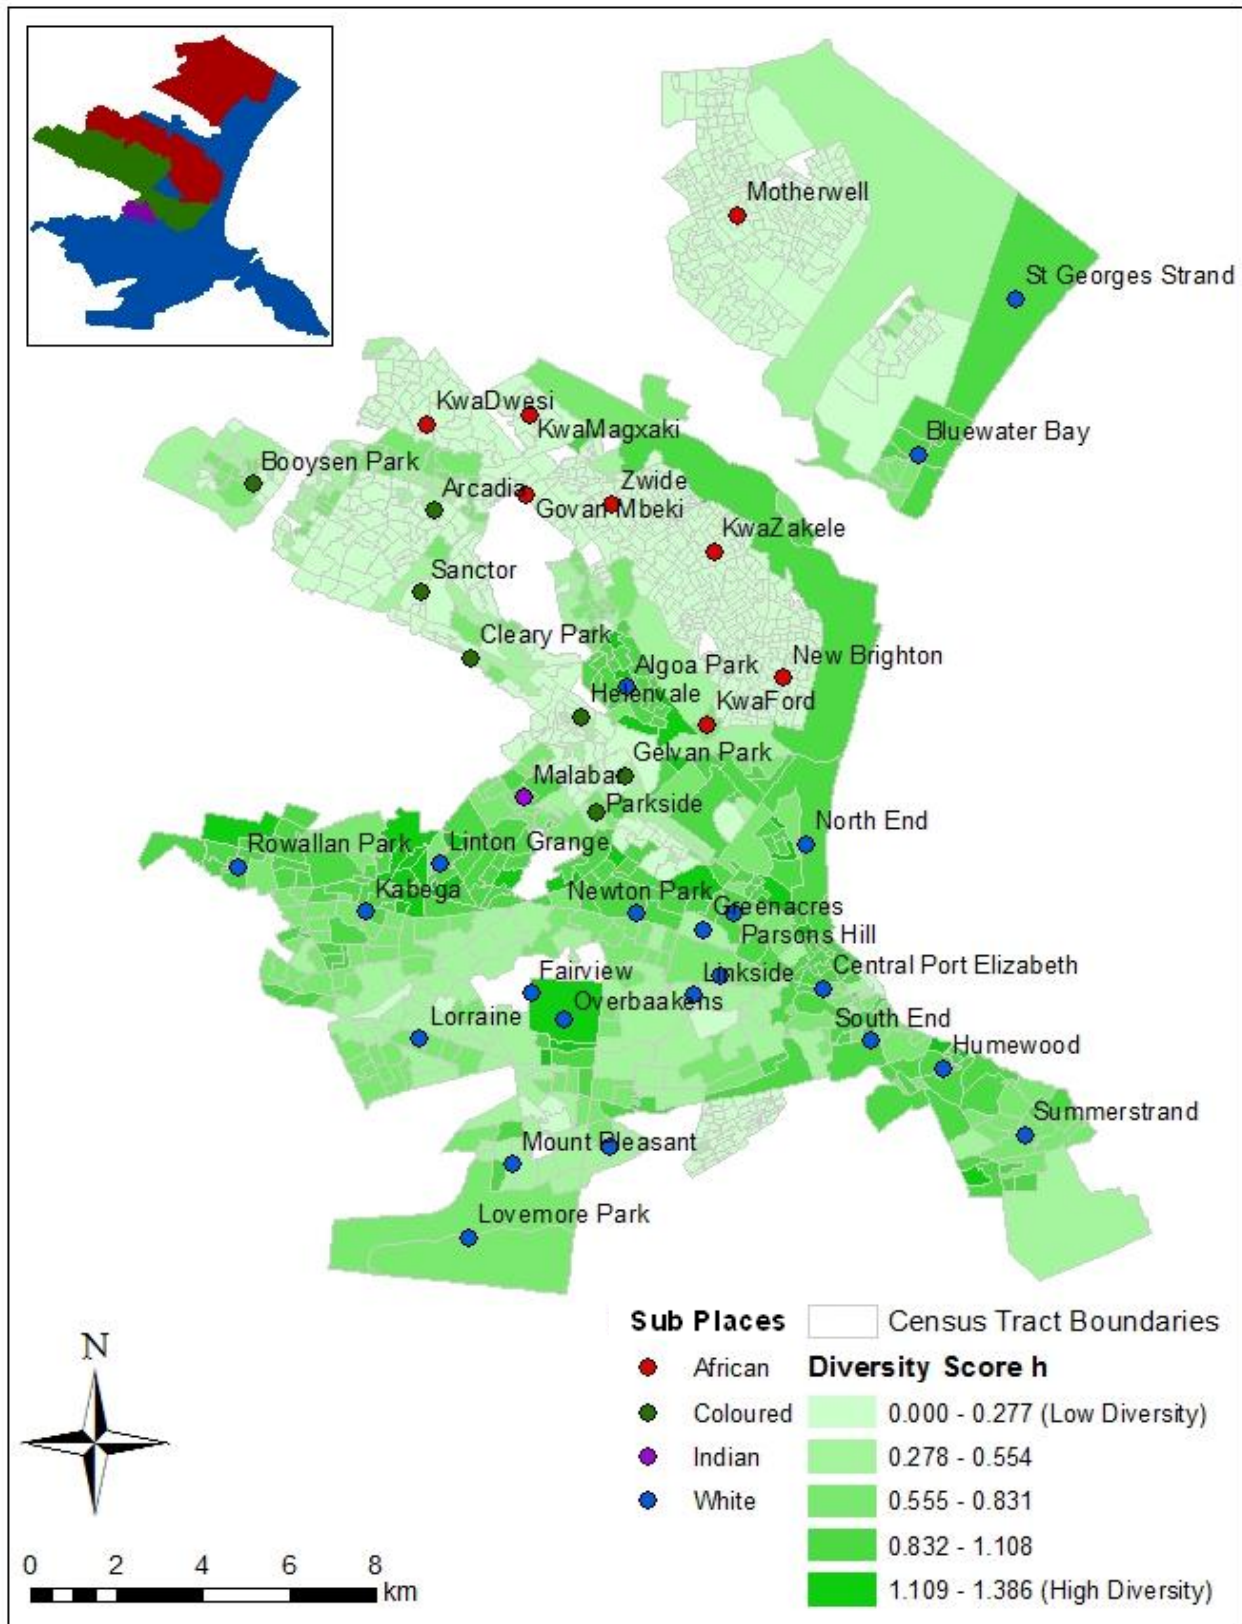 Motherwell
St Georges Strand
KwaDwesi
KwaMagxaki
Bluewater Bay
Booysen Park
Arcadia
Zwide
Govan Mbeki
KwaZakele
Sanctor
Cleary Park
New Brighton
Algoa Park
Helenvale
KwaFord
Gelvan Park
Malabar
Parkside
North End
Rowallan Park
Linton Grange
Kabega
Newton Park
Greenacres
Parsons Hill
Fairview
Linkside
Central Port Elizabeth
Overbaakens
Lorraine
South End
Humewood
Summerstrand
Mount Pleasant
Lovemore Park
Sub Places
African
Coloured
Indian
White
Census Tract Boundaries
Diversity Score h
0.000 - 0.277 (Low Diversity)
0.278 - 0.554
0.555 - 0.831
0.832 - 1.108
1.109 - 1.386 (High Diversity)
N
0 2 4 6 8
km